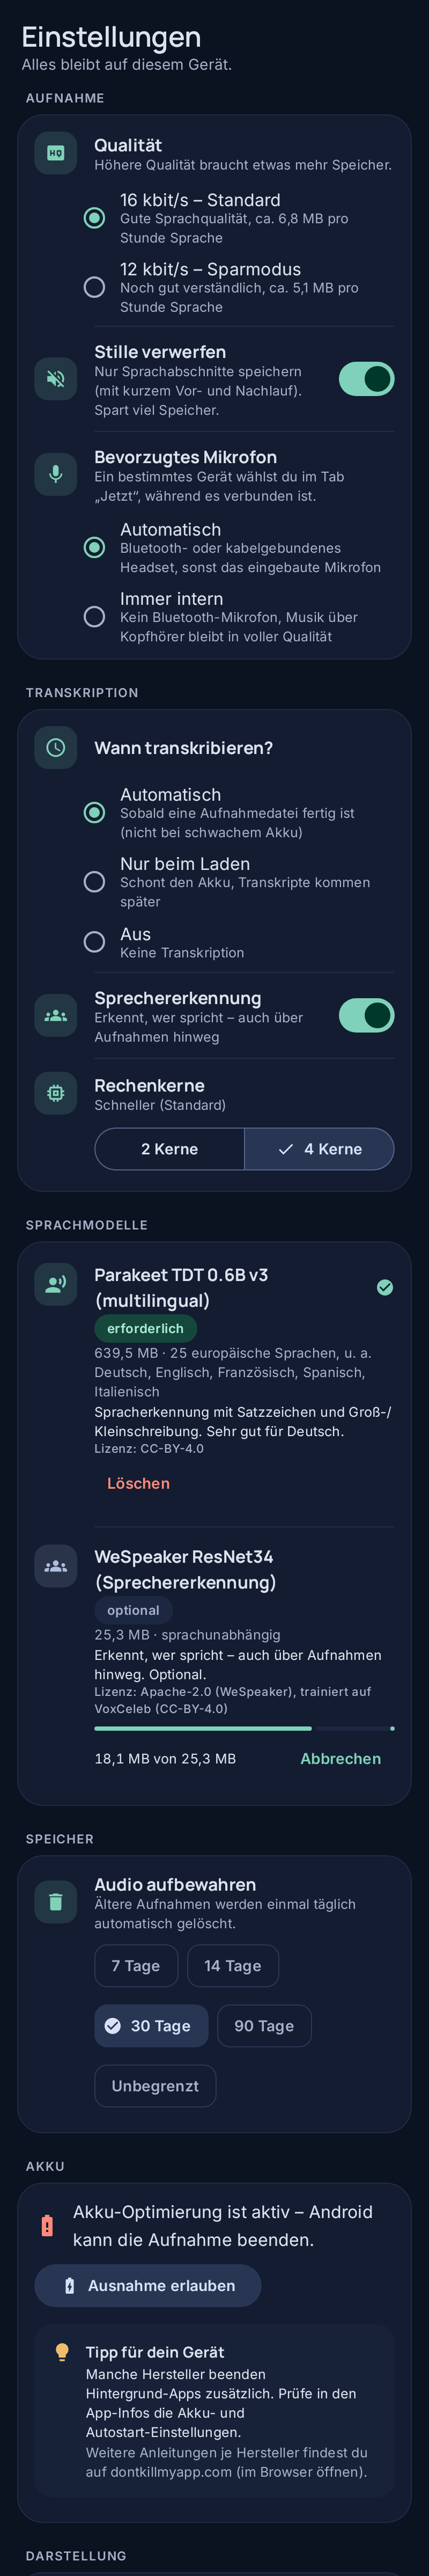 Einstellungen
Alles bleibt auf diesem Gerät.
AUFNAHME
Qualität
Höhere Qualität braucht etwas mehr Speicher.
16 kbit/s – Standard
Gute Sprachqualität, ca. 6,8 MB pro
Stunde Sprache
12 kbit/s – Sparmodus
Noch gut verständlich, ca. 5,1 MB pro
Stunde Sprache
Stille verwerfen
Nur Sprachabschnitte speichern
(mit kurzem Vor- und Nachlauf).
Spart viel Speicher.
Bevorzugtes Mikrofon
Ein bestimmtes Gerät wählst du im Tab
„Jetzt“, während es verbunden ist.
Automatisch
Bluetooth- oder kabelgebundenes
Headset, sonst das eingebaute Mikrofon
Immer intern
Kein Bluetooth-Mikrofon, Musik über
Kopfhörer bleibt in voller Qualität
TRANSKRIPTION
Wann transkribieren?
Automatisch
Sobald eine Aufnahmedatei fertig ist
(nicht bei schwachem Akku)
Nur beim Laden
Schont den Akku, Transkripte kommen
später
Aus
Keine Transkription
Sprechererkennung
Erkennt, wer spricht – auch über
Aufnahmen hinweg
Rechenkerne
Schneller (Standard)
2 Kerne
4 Kerne
SPRACHMODELLE
Parakeet TDT 0.6B v3
(multilingual)
erforderlich
639,5 MB · 25 europäische Sprachen, u. a.
Deutsch, Englisch, Französisch, Spanisch,
Italienisch
Spracherkennung mit Satzzeichen und Groß-/
Kleinschreibung. Sehr gut für Deutsch.
Lizenz: CC-BY-4.0
Löschen
WeSpeaker ResNet34
(Sprechererkennung)
optional
25,3 MB · sprachunabhängig
Erkennt, wer spricht – auch über Aufnahmen
hinweg. Optional.
Lizenz: Apache-2.0 (WeSpeaker), trainiert auf
VoxCeleb (CC-BY-4.0)
18,1 MB von 25,3 MB
Abbrechen
SPEICHER
Audio aufbewahren
Ältere Aufnahmen werden einmal täglich
automatisch gelöscht.
7 Tage
14 Tage
30 Tage
90 Tage
Unbegrenzt
AKKU
Akku-Optimierung ist aktiv – Android
kann die Aufnahme beenden.
Ausnahme erlauben
Tipp für dein Gerät
Manche Hersteller beenden
Hintergrund-Apps zusätzlich. Prüfe in den
App-Infos die Akku- und
Autostart-Einstellungen.
Weitere Anleitungen je Hersteller findest du
auf dontkillmyapp.com (im Browser öffnen).
DARSTELLUNG